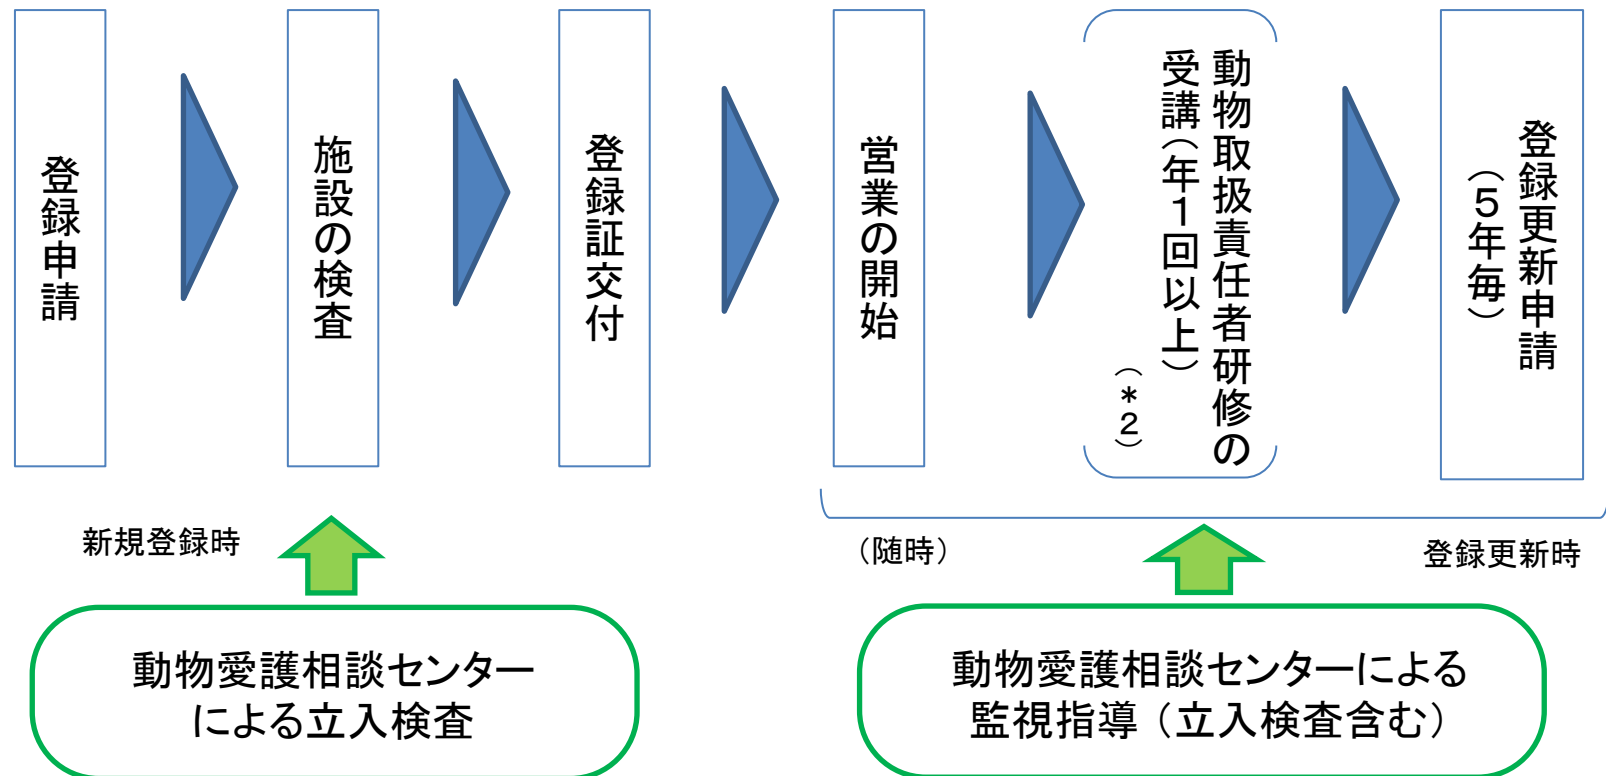 登録申請
施設の検査
登録証交付
営業の開始
動物取扱責任者研修の
受講（年１回以上）
（*２）
登録更新申請
（５年毎）
新規登録時
（随時）
登録更新時
動物愛護相談センター
による立入検査
動物愛護相談センターによる
監視指導（立入検査含む）